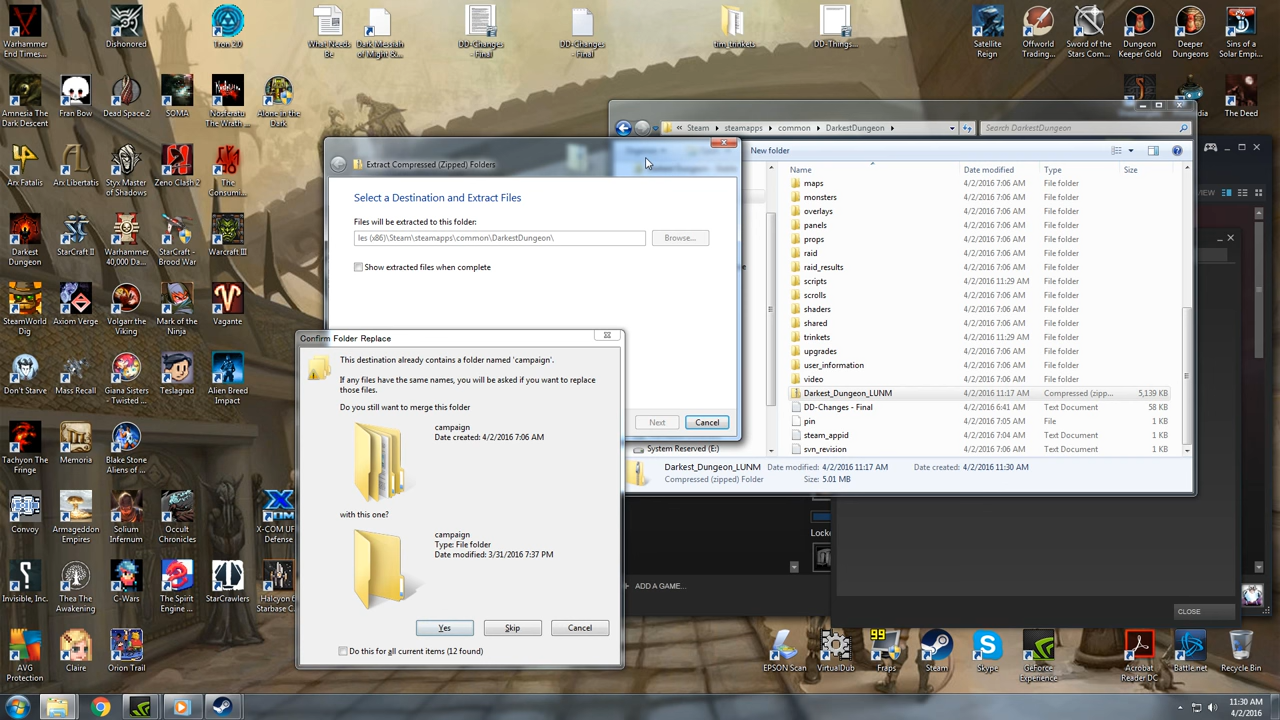 Warhammer
End Times...
Dishonored
Tron 2.0
What Needs
Be
Dark Messiah
of Might &...
DD-Changes
- Final
DD-Changes
- Final
tim_trinkets
DD-Things...
Satellite
Reign
Offworld
Trading...
Sword of the
Stars Com...
Dungeon
Keeper Gold
Deeper
Dungeons
Sins of a
Solar Empi...
Amnesia The
Dark Descent
Fran Bow
Dead Space 2
SOMA
Nosferatu
The Wrath ...
Alone in the
Dark
The Deed
Arx Fatalis
Arx Libertatis
Styx Master
of Shadows
Zeno Clash 2
The
Consumi...
Darkest
Dungeon
StarCraft II
Warhammer
40,000 Da...
StarCraft -
Brood War
Warcraft III
SteamWorld
Dig
Axiom Verge
Volgarr the
Viking
Mark of the
Ninja
Vagante
Don't Starve
Mass Recall
Giana Sisters
- Twisted ...
Teslagrad
Alien Breed
Impact
Tachyon The
Fringe
Memoria
Blake Stone
Aliens of ...
Convoy
Armageddon
Empires
Solium
Infernum
Occult
Chronicles
X-COM UF
Defense
Invisible, Inc.
Thea The
Awakening
C-Wars
The Spirit
Engine ...
StarCrawlers
Halcyon 6
Starbase C...
AVG
Protection
Claire
Orion Trail
Steam
steamapps
common
DarkestDungeon
Search DarkestDungeon
New folder
Name
Date modified
Type
Size
maps 4/2/2016 7:06 AM File folder
monsters 4/2/2016 7:06 AM File folder
overlays 4/2/2016 7:06 AM File folder
panels 4/2/2016 7:06 AM File folder
props 4/2/2016 7:06 AM File folder
raid 4/2/2016 7:06 AM File folder
raid_results 4/2/2016 7:06 AM File folder
scripts 4/2/2016 11:29 AM File folder
scrolls 4/2/2016 7:06 AM File folder
shaders 4/2/2016 7:06 AM File folder
shared 4/2/2016 7:06 AM File folder
trinkets 4/2/2016 7:06 AM File folder
upgrades 4/2/2016 7:06 AM File folder
user_information 4/2/2016 7:06 AM File folder
video 4/2/2016 7:06 AM File folder
Darkest_Dungeon_LUNM 4/2/2016 11:17 AM Compressed (zipp... 5,139 KB
DD-Changes - Final 4/2/2016 6:41 AM Text Document 58 KB
pin 4/2/2016 7:05 AM File 1 KB
steam_appid 4/2/2016 7:06 AM Text Document 1 KB
svn_revision 4/2/2016 7:06 AM Text Document 1 KB
System Reserved (E:)
Darkest_Dungeon_LUNM Date modified: 4/2/2016 11:17 AM Date created: 4/2/2016 11:30 AM
Compressed (zipped) Folder Size: 5.01 MB
VIEW
Extract Compressed (Zipped) Folders
Select a Destination and Extract Files
Files will be extracted to this folder:
les (x86)\Steam\steamapps\common\DarkestDungeon\
Browse...
Show extracted files when complete
Next
Cancel
Confirm Folder Replace
This destination already contains a folder named 'campaign'.
If any files have the same names, you will be asked if you want to replace
those files.
Do you still want to merge this folder
campaign
Date created: 4/2/2016 7:06 AM
with this one?
campaign
Type: File folder
Date modified: 3/31/2016 7:37 PM
Yes
Skip
Cancel
Do this for all current items (12 found)
Locke
ADD A GAME...
CLOSE
EPSON Scan
VirtualDub
99
Fraps
Steam
Skype
GeForce
Experience
Acrobat
Reader DC
Battle.net
Recycle Bin
11:30 AM
4/2/2016